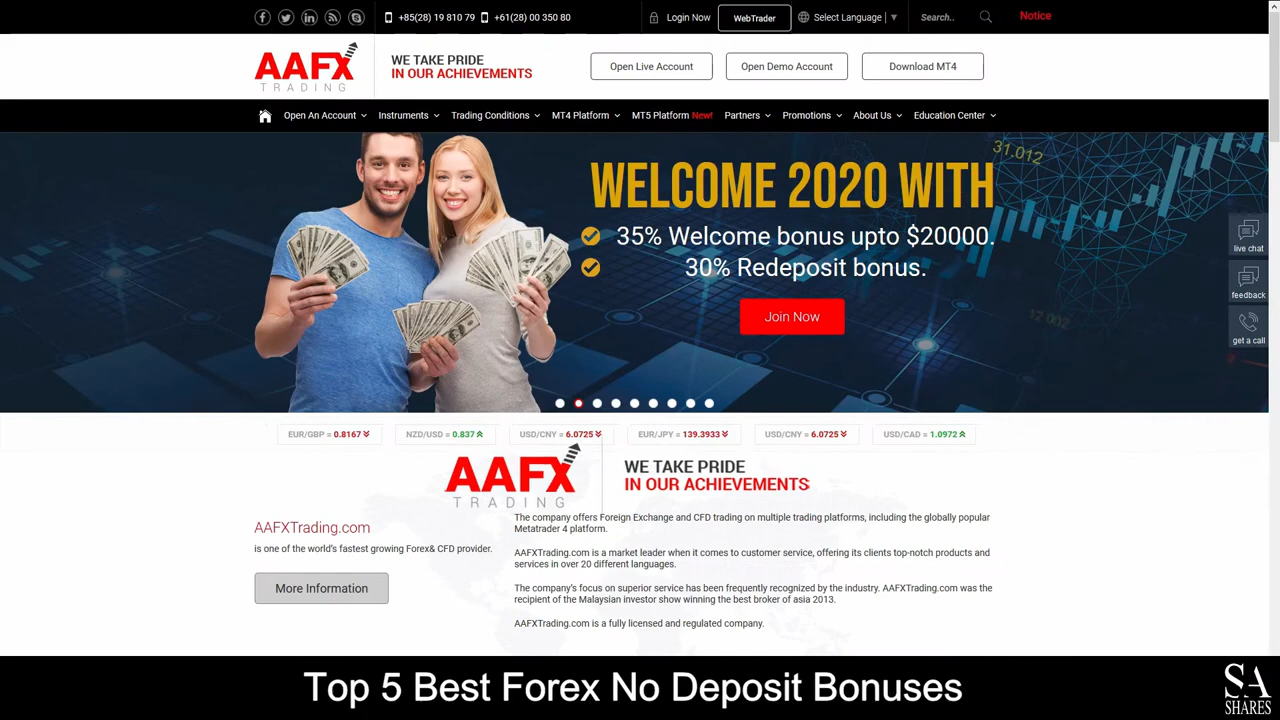 +85(28) 19 810 79 +61(28) 00 350 80 Login Now WebTrader Select Language Search.. Notice
AAFX
TRADING
WE TAKE PRIDE
IN OUR ACHIEVEMENTS
Open Live Account Open Demo Account Download MT4
Open An Account Instruments Trading Conditions MT4 Platform MT5 Platform New! Partners Promotions About Us Education Center
31,012
WELCOME 2020 WITH
35% Welcome bonus upto $20000.
30% Redeposit bonus.
Join Now
12 002
live chat
feedback
get a call
EUR/GBP = 0.8167 NZD/USD = 0.837 USD/CNY = 6.0725 EUR/JPY = 139.3933 USD/CNY = 6.0725 USD/CAD = 1.0972
AAFX
TRADING
WE TAKE PRIDE
IN OUR ACHIEVEMENTS
AAFXTrading.com
is one of the world's fastest growing Forex& CFD provider.
More Information
The company offers Foreign Exchange and CFD trading on multiple trading platforms, including the globally popular
Metatrader 4 platform.
AAFXTrading.com is a market leader when it comes to customer service, offering its clients top-notch products and
services in over 20 different languages.
The company's focus on superior service has been frequently recognized by the industry. AAFXTrading.com was the
recipient of the Malaysian investor show winning the best broker of asia 2013.
AAFXTrading.com is a fully licensed and regulated company.
Top 5 Best Forex No Deposit Bonuses
SA
SHARES